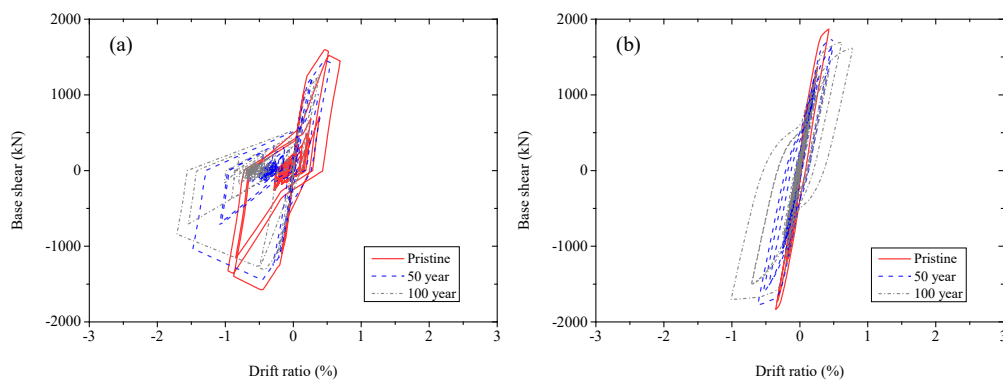 (a)
Base shear (kN)
2000
1000
0
-1000
-2000
-3
-2
-1
0
1
2
3
Drift ratio (%)
Pristine
50 year
100 year
(b)
Base shear (kN)
2000
1000
0
-1000
-2000
-3
-2
-1
0
1
2
3
Drift ratio (%)
Pristine
50 year
100 year